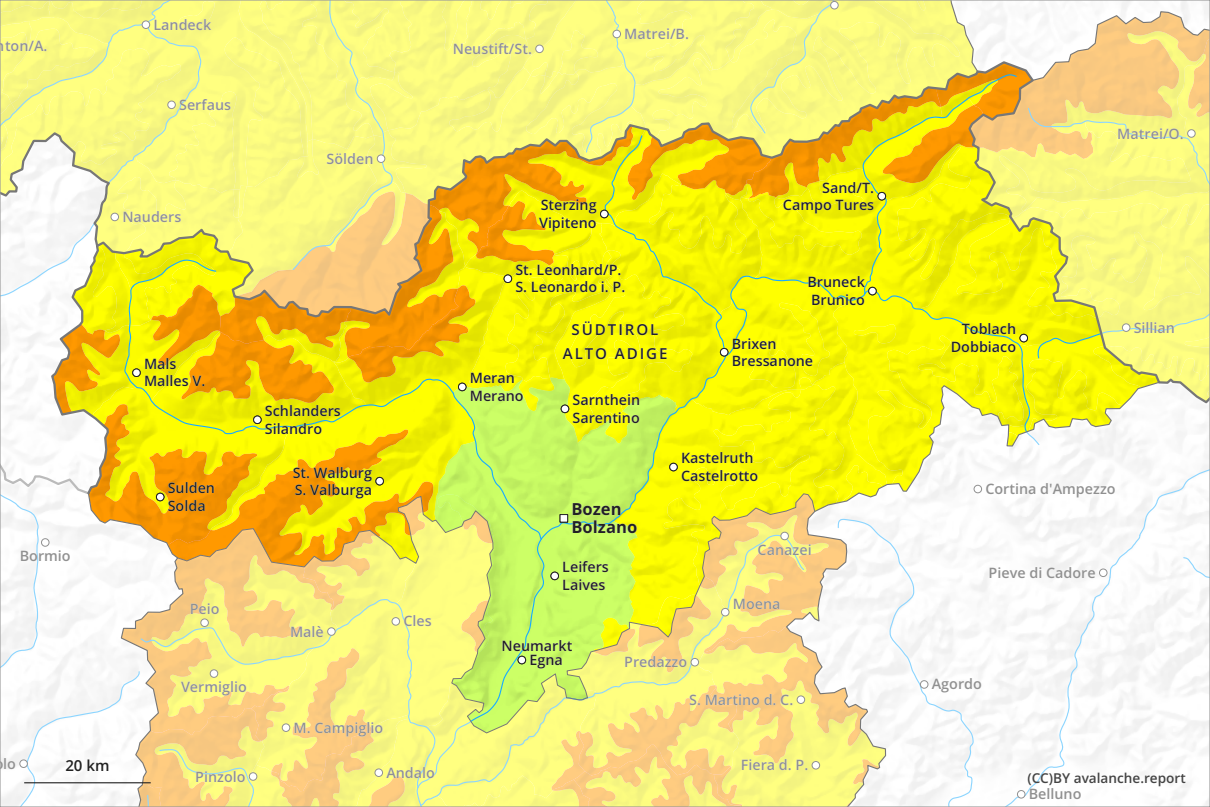 Landeck
nton/A.
Neustift/St.
Matrei/B.
Serfaus
Matrei/O.
Sölden
Nauders
Sand/T.
Campo Tures
Sterzing
Vipiteno
St. Leonhard/P.
S. Leonardo i. P.
Bruneck
Brunico
Toblach
Dobbiaco
Sillian
SÜDTIROL
ALTO ADIGE
Brixen
Bressanone
Mals
Malles V.
Meran
Merano
Sarnthein
Sarentino
Schlanders
Silandro
Kastelruth
Castelrotto
St. Walburg
S. Valburga
Sulden
Solda
Cortina d'Ampezzo
Bozen
Bolzano
Bormio
Canazei
Leifers
Laives
Pieve di Cadore
Peio
Moena
Cles
Malè
Neumarkt
Egna
Predazzo
Vermiglio
Agordo
S. Martino d. C.
M. Campiglio
olo
20 km
Pinzolo
Andalo
Fiera d. P.
(CC)BY avalanche.report
Belluno